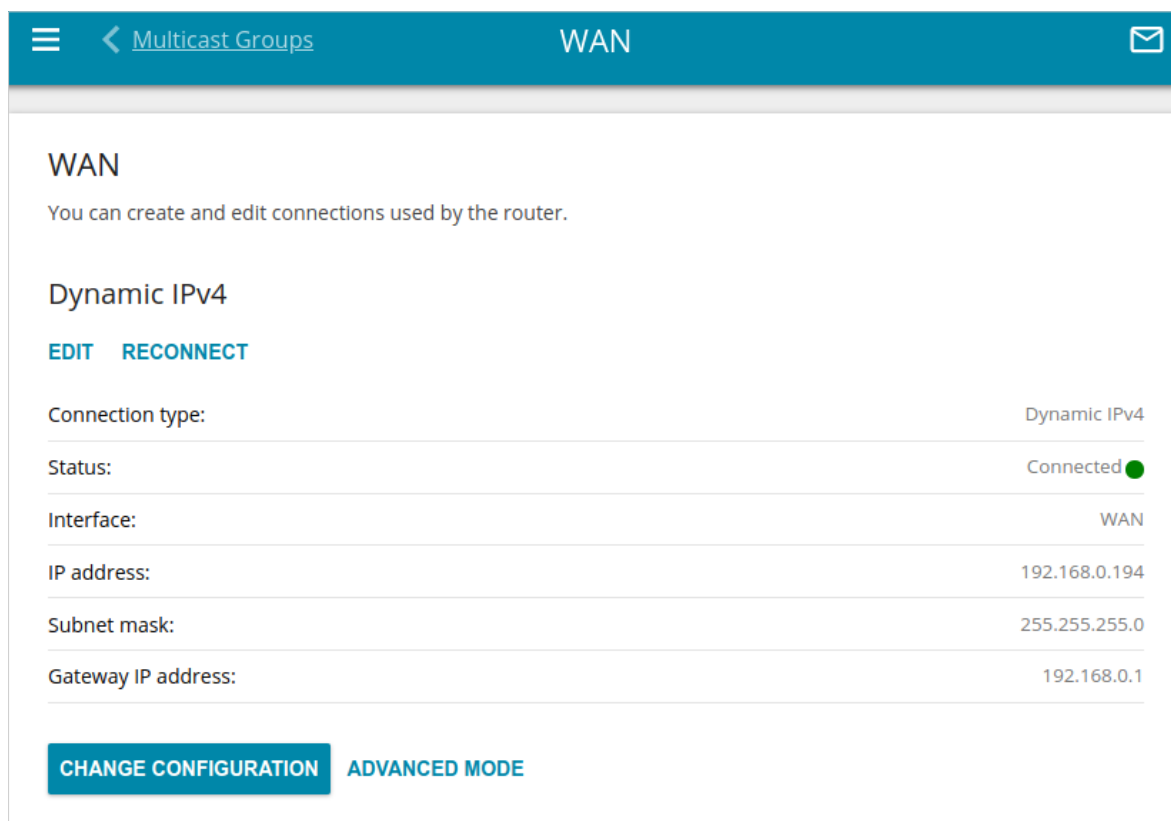 Multicast Groups WAN
WAN
You can create and edit connections used by the router.
Dynamic IPv4
EDIT RECONNECT
Connection type: Dynamic IPv4
Status: Connected
Interface: WAN
IP address: 192.168.0.194
Subnet mask: 255.255.255.0
Gateway IP address: 192.168.0.1
CHANGE CONFIGURATION ADVANCED MODE